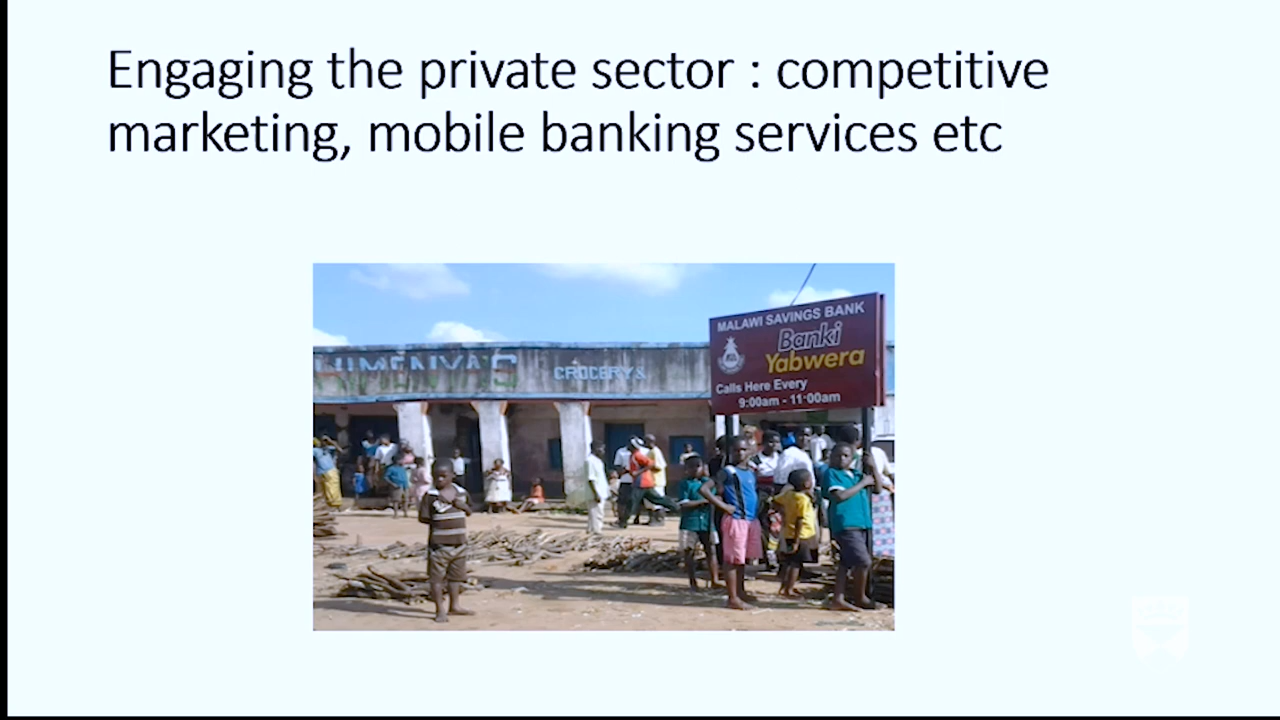 Engaging the private sector : competitive
marketing, mobile banking services etc
MALAWI SAVINGS BANK
Banki
Yabwera
Calls Here Every
9:00am - 11:00am
GROCERY &